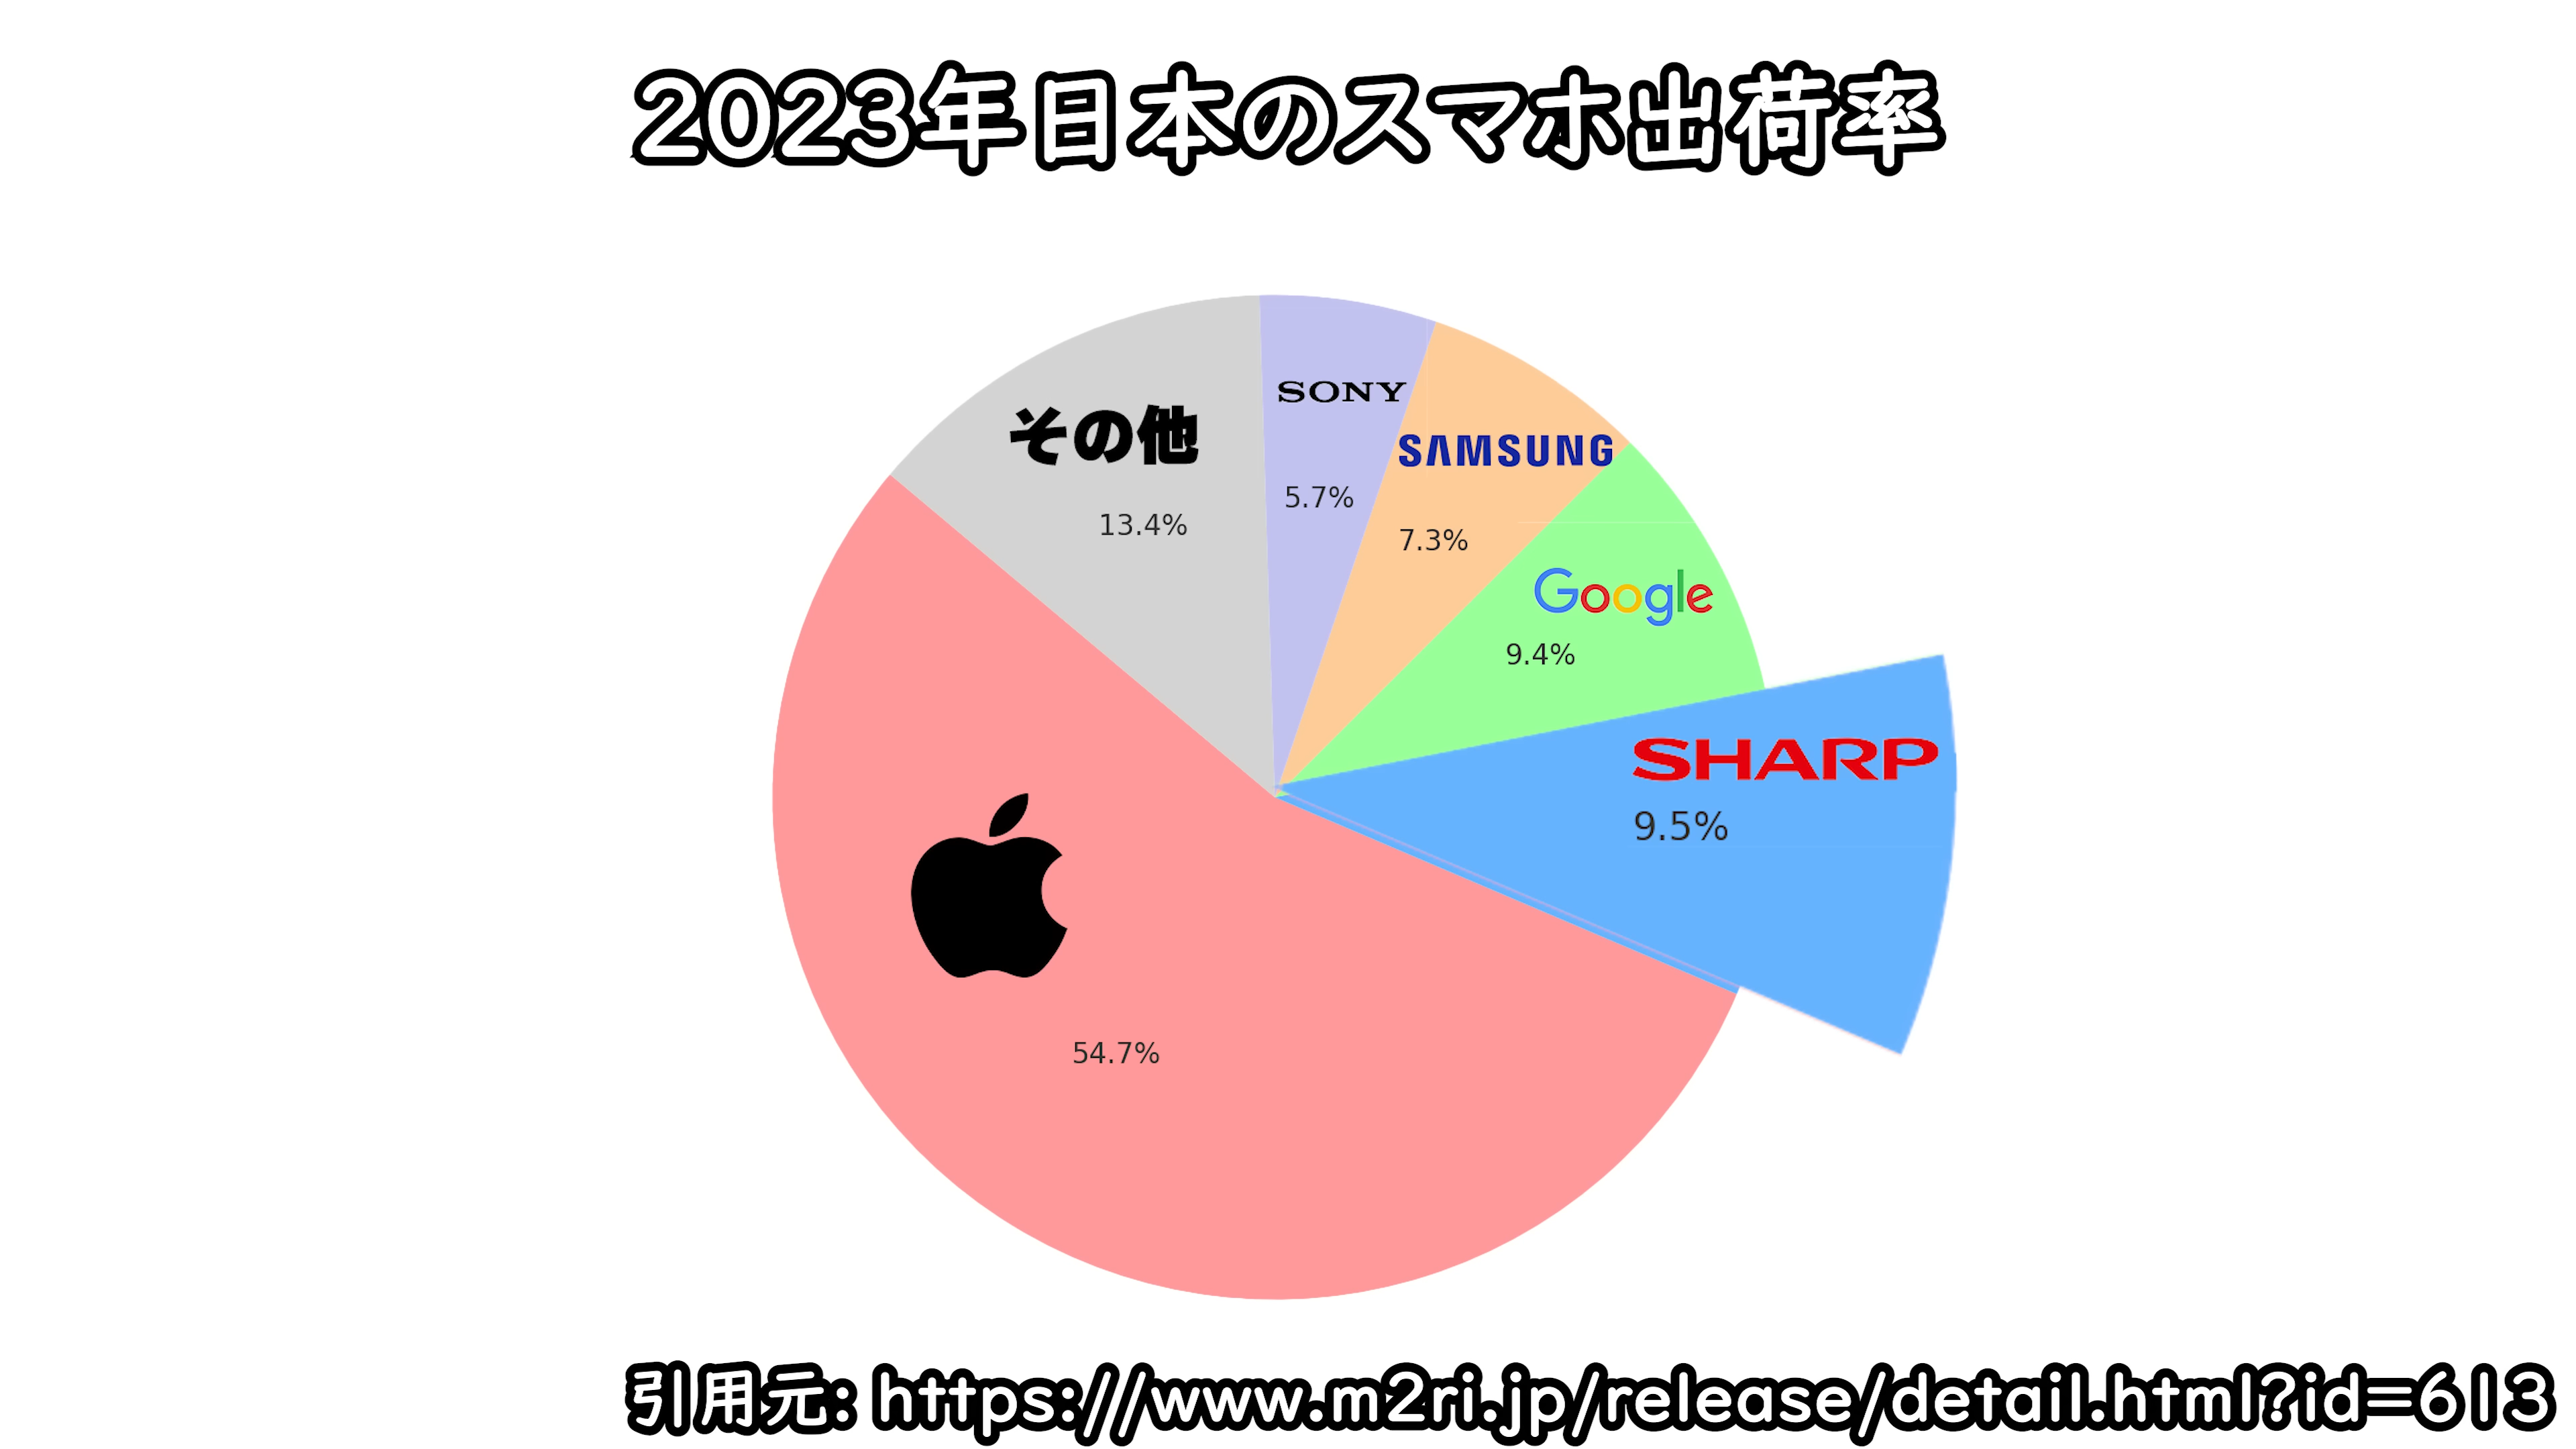 2023年日本のスマホ出荷率
SONY
5.7%
SAMSUNG
7.3%
Google
9.4%
SHARP
9.5%
54.7%
その他
13.4%
引用元: https://www.m2ri.jp/release/detail.html?id=613